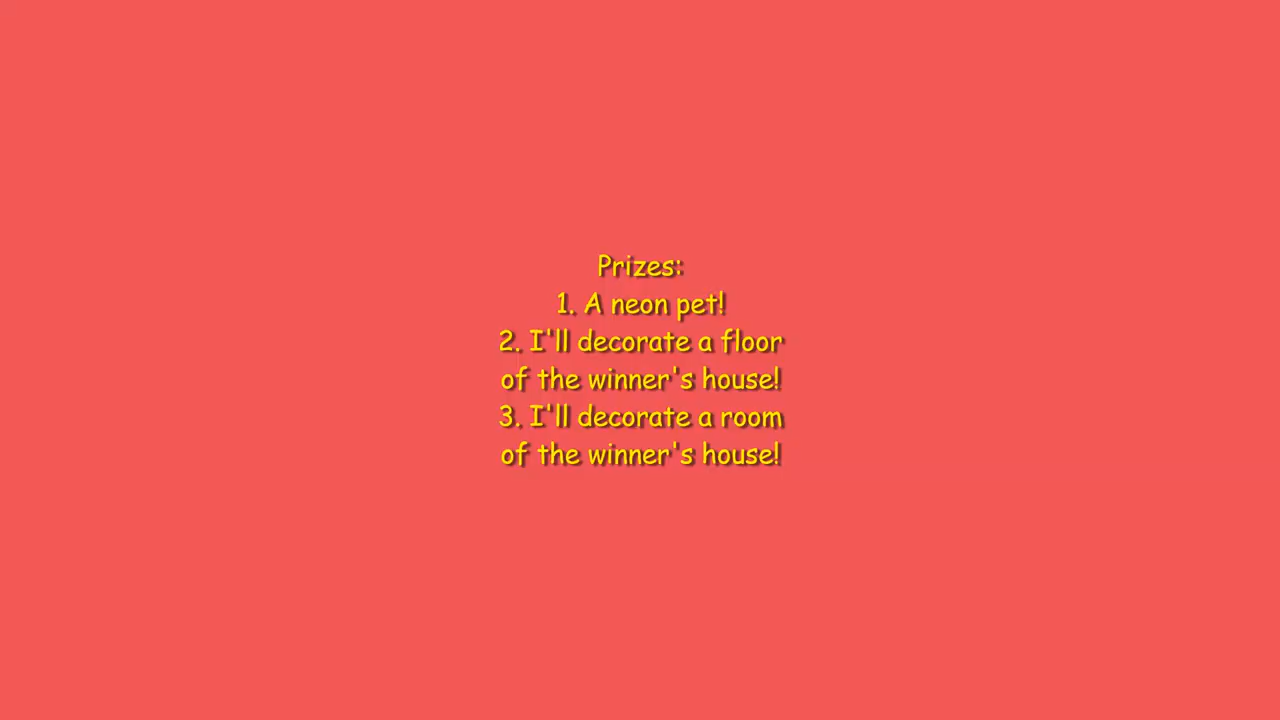 Prizes:
1. A neon pet!
2. I'll decorate a floor
of the winner's house!
3. I'll decorate a room
of the winner's house!